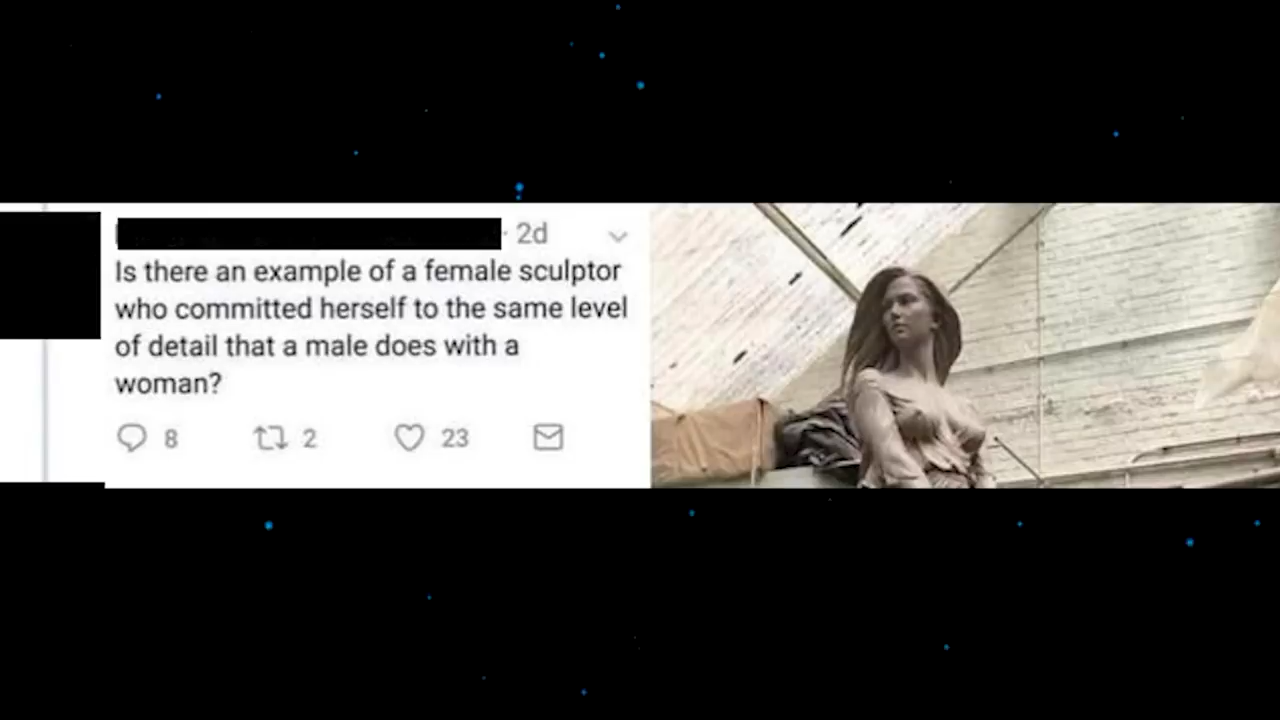 · 2d
Is there an example of a female sculptor
who committed herself to the same level
of detail that a male does with a
woman?
8 2 23